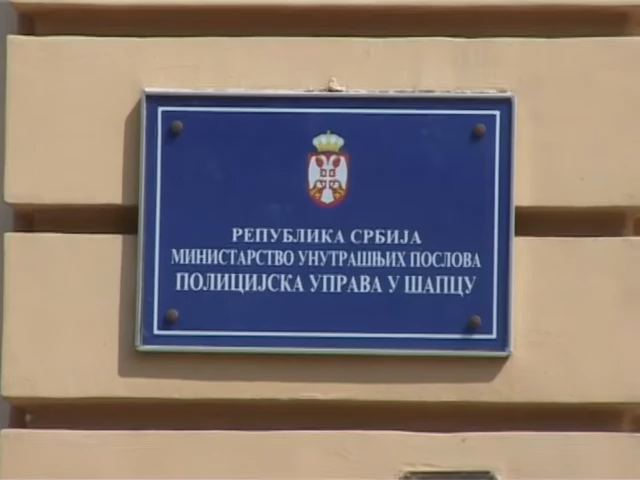 РЕПУБЛИКА СРБИЈА
МИНИСТАРСТВО УНУТРАШЊИХ ПОСЛОВА
ПОЛИЦИЈСКА УПРАВА У ШАПЦУ